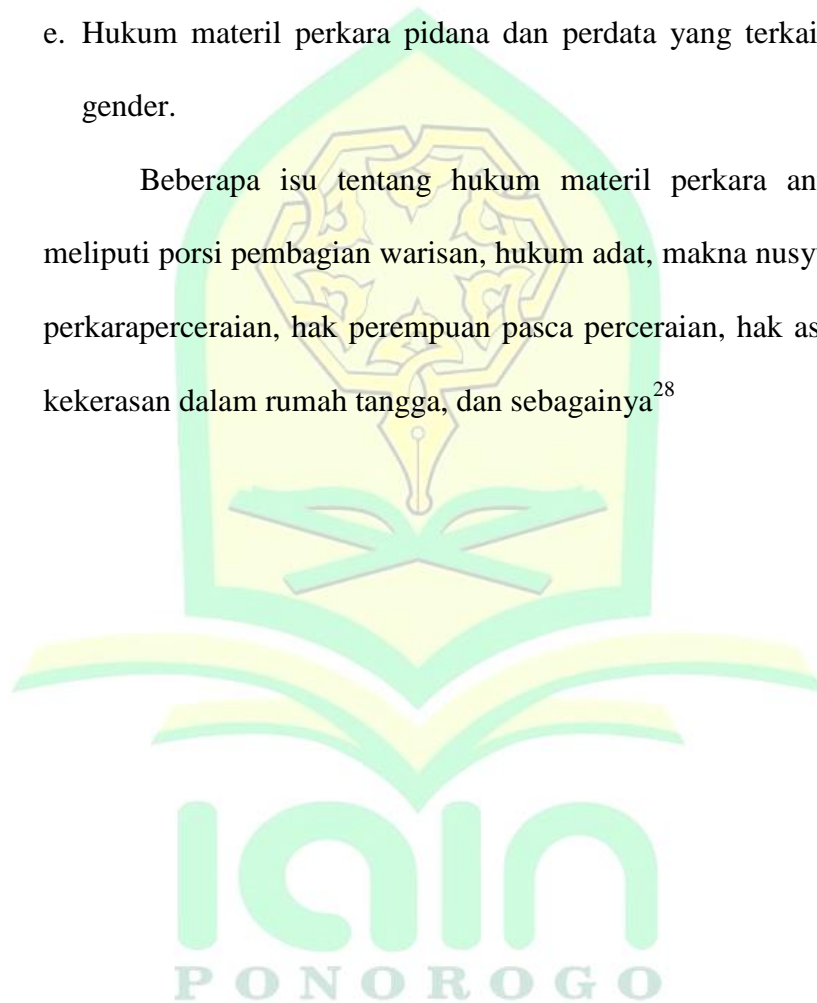 e. Hukum materil perkara pidana dan perdata yang terkai
gender.
Beberapa isu tentang hukum materil perkara an
meliputi porsi pembagian warisan, hukum adat, makna nusy
perkaraperceraian, hak perempuan pasca perceraian, hak as
kekerasan dalam rumah tangga, dan sebagainya28
iain
PONOROGO